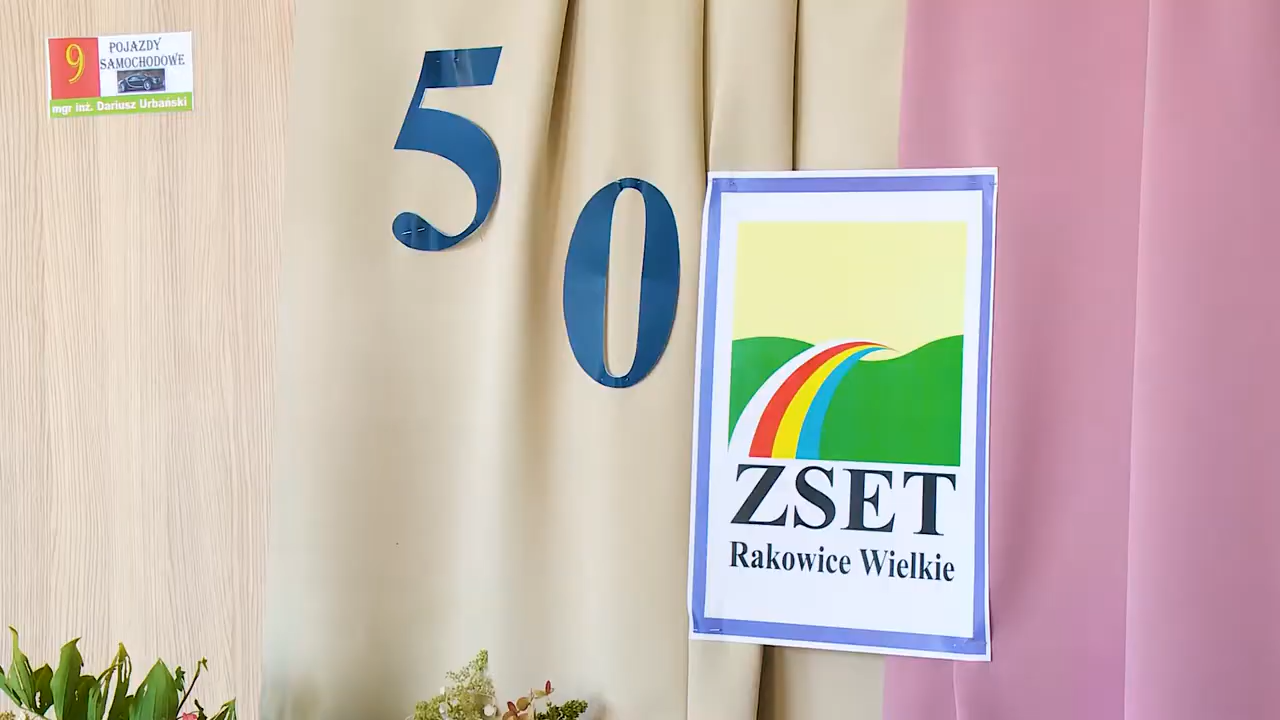 9
POJAZDY
SAMOCHODOWE
mgr inż. Dariusz Urbański
50
ZSET
Rakowice Wielkie